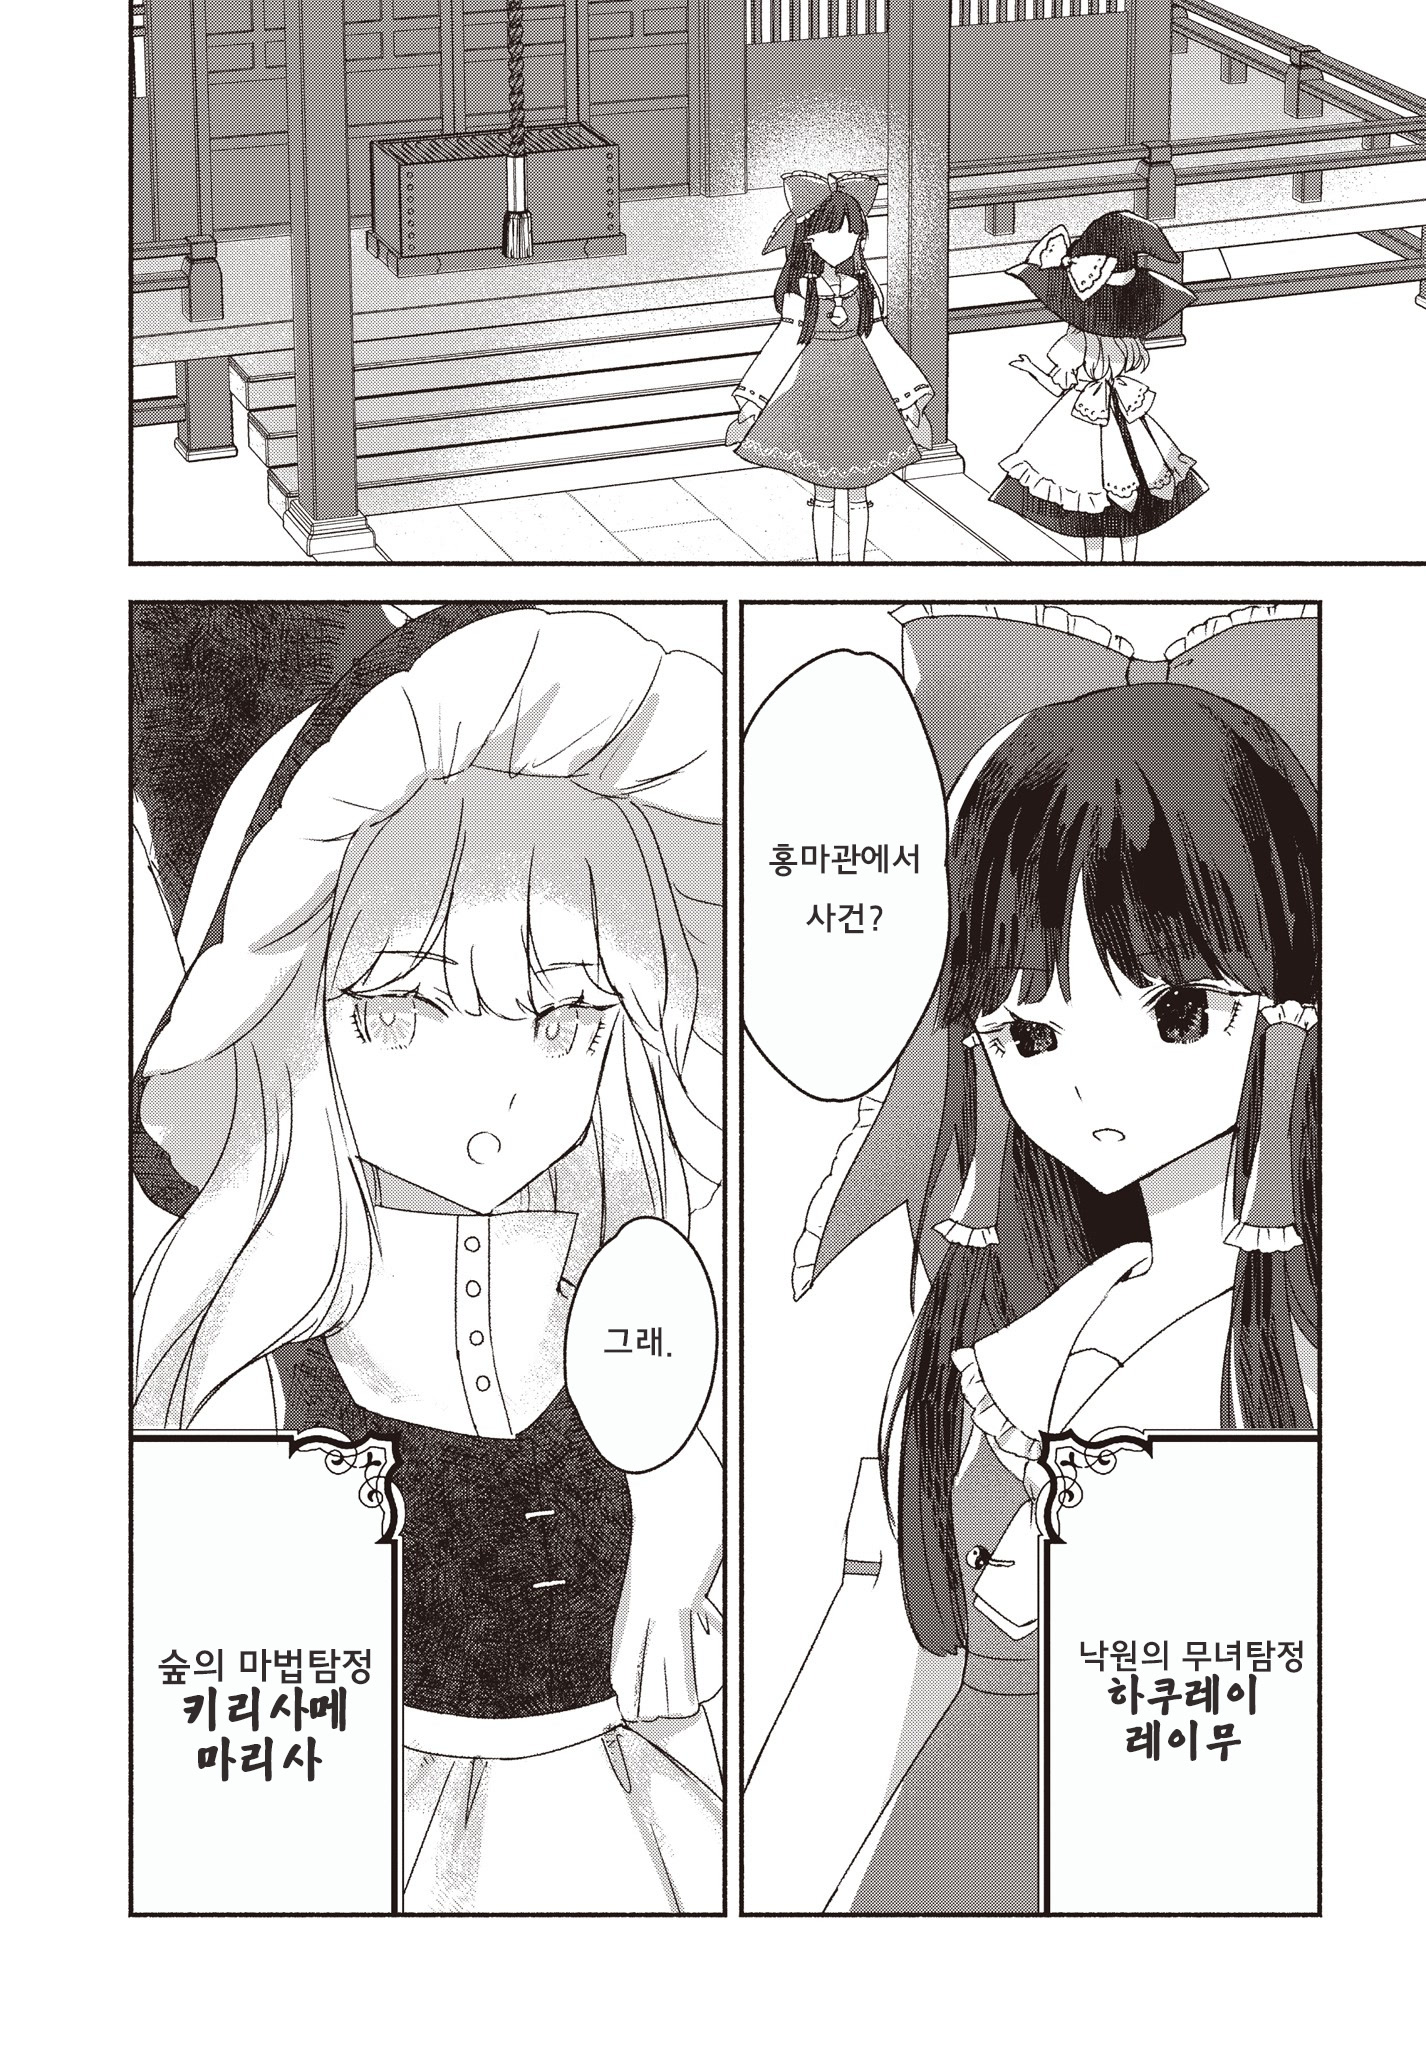 홍마관에서
사건?
낙원의 무녀탐정
하쿠레이
레이무
그래.
숲의 마법탐정
키리사메
마리사